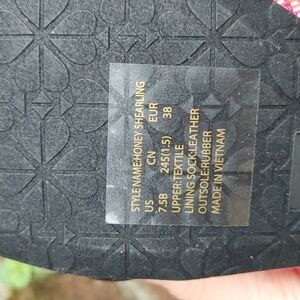 STYLE NAME:HONEY SHEARLING
US CN EUR
7.5B 245(1.5) 38
UPPER:TEXTILE
LINING SOCK:LEATHER
OUTSOLE:RUBBER
MADE IN VIETNAM